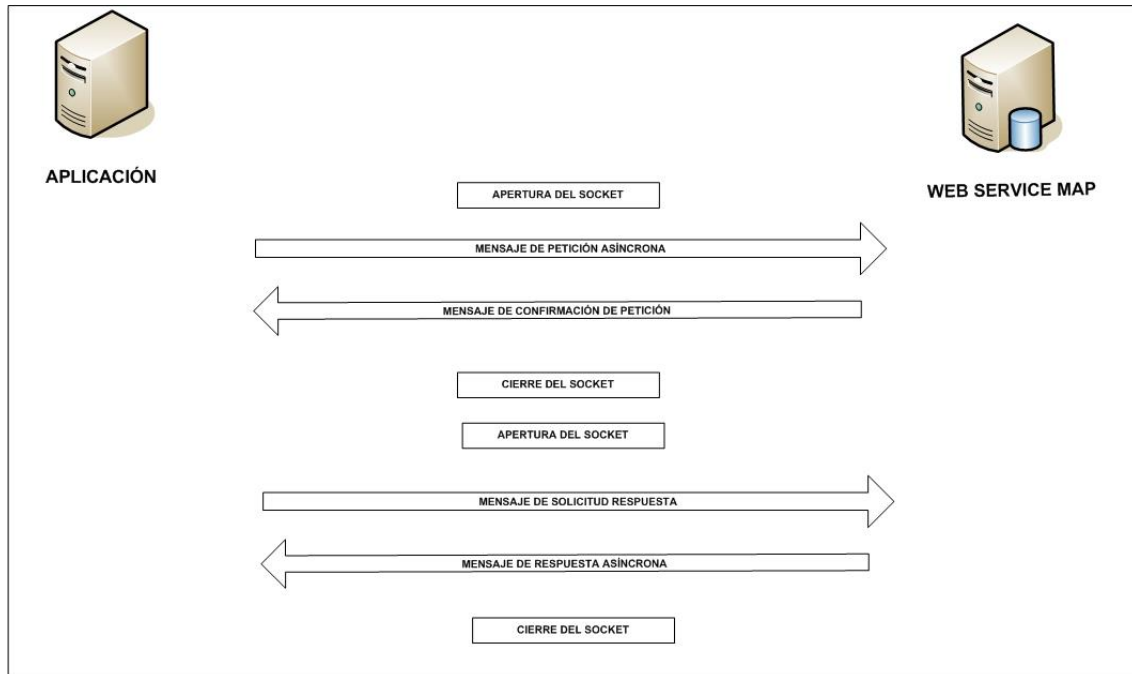 APLICACIÓN
WEB SERVICE MAP
APERTURA DEL SOCKET
MENSAJE DE PETICIÓN ASÍNCRONA
MENSAJE DE CONFIRMACIÓN DE PETICIÓN
CIERRE DEL SOCKET
APERTURA DEL SOCKET
MENSAJE DE SOLICITUD RESPUESTA
MENSAJE DE RESPUESTA ASÍNCRONA
CIERRE DEL SOCKET